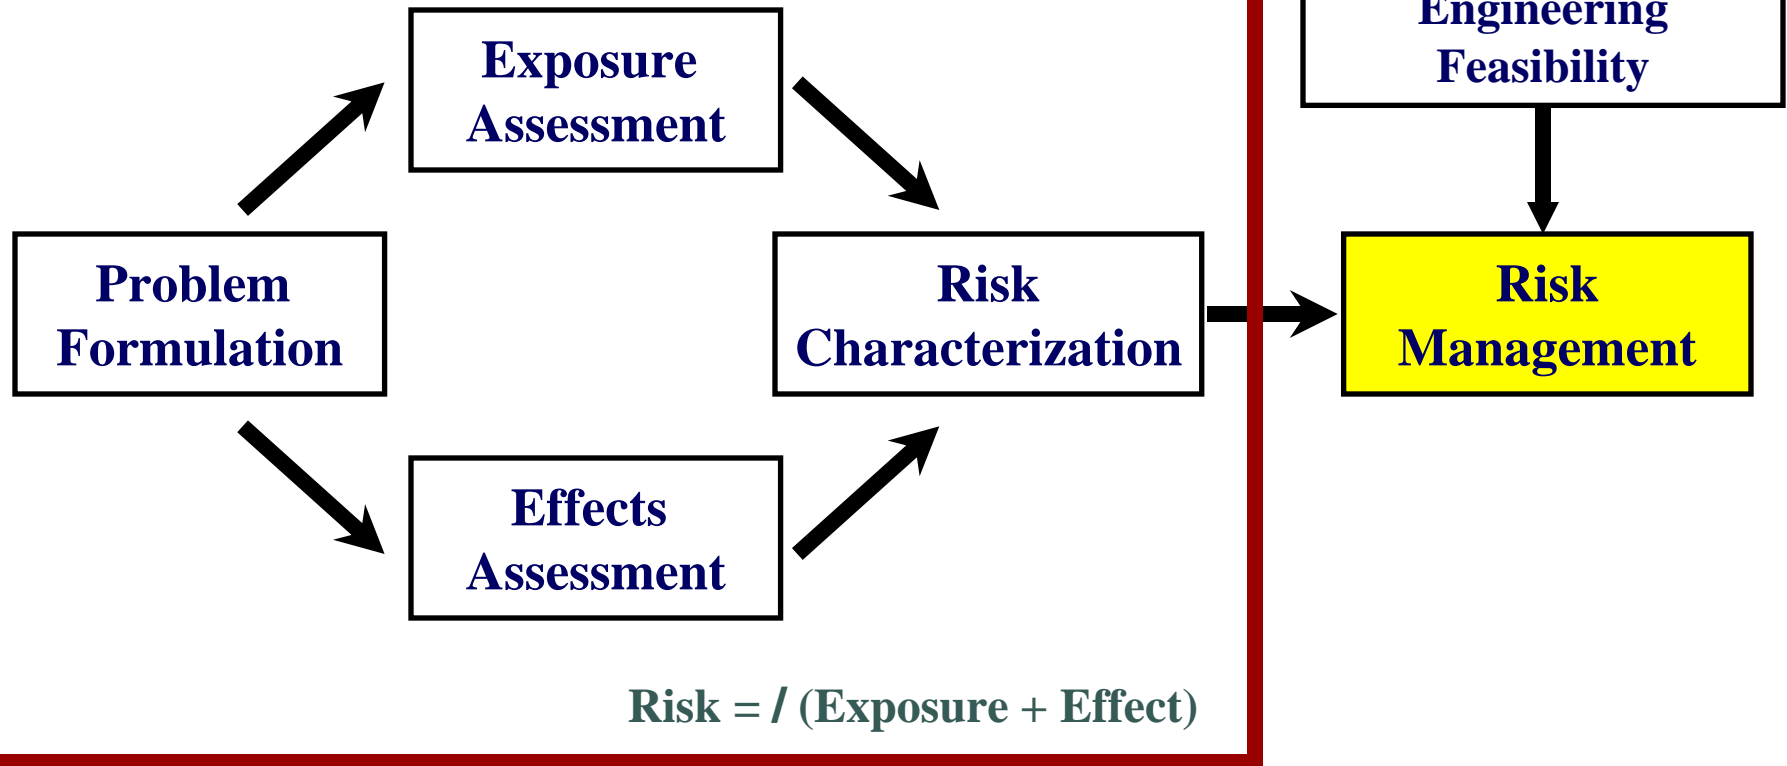 Exposure
Assessment
Engineering
Feasibility
Problem
Formulation
Risk
Characterization
Risk
Management
Effects
Assessment
Risk = / (Exposure + Effect)